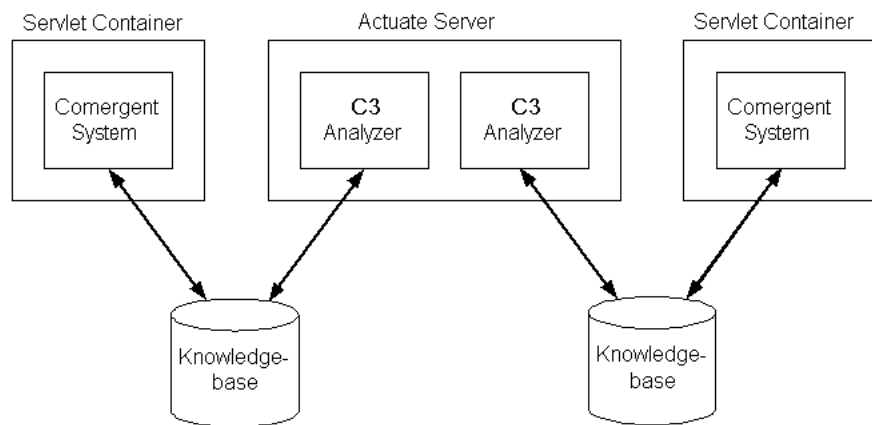 Servlet Container
Actuate Server
Servlet Container
Comergent
System
C3
Analyzer
C3
Analyzer
Comergent
System
Knowledge-
base
Knowledge-
base